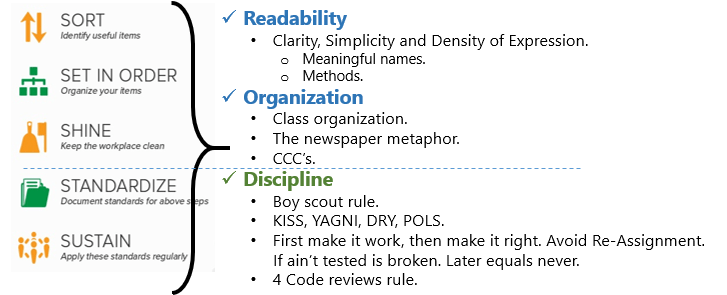 SORT
Identify useful items
SET IN ORDER
Organize your items
SHINE
Keep the workplace clean
STANDARDIZE
Document standards for above steps
SUSTAIN
Apply these standards regularly
✓ Readability
• Clarity, Simplicity and Density of Expression.
o Meaningful names.
o Methods.
✓ Organization
• Class organization.
• The newspaper metaphor.
• CCC’s.
✓ Discipline
• Boy scout rule.
• KISS, YAGNI, DRY, POLS.
• First make it work, then make it right. Avoid Re-Assignment.
If ain’t tested is broken. Later equals never.
• 4 Code reviews rule.